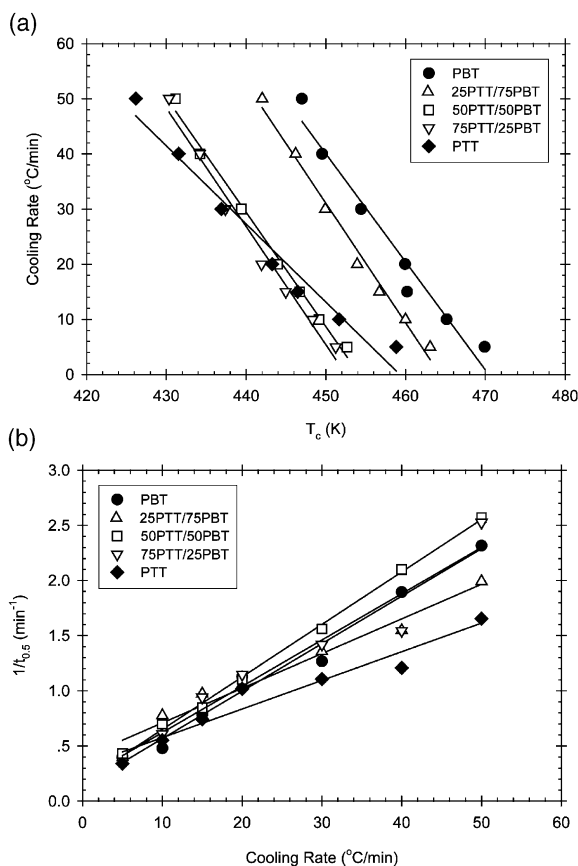 (a)
60
50
40
30
20
10
0
Cooling Rate (°C/min)
PBT
25PTT/75PBT
50PTT/50PBT
75PTT/25PBT
PTT
420 430 440 450 460 470 480
Tc (K)
(b)
3.0
2.5
2.0
1.5
1.0
.5
0.0
1/t0.5 (min-1)
PBT
25PTT/75PBT
50PTT/50PBT
75PTT/25PBT
PTT
0 10 20 30 40 50 60
Cooling Rate (°C/min)